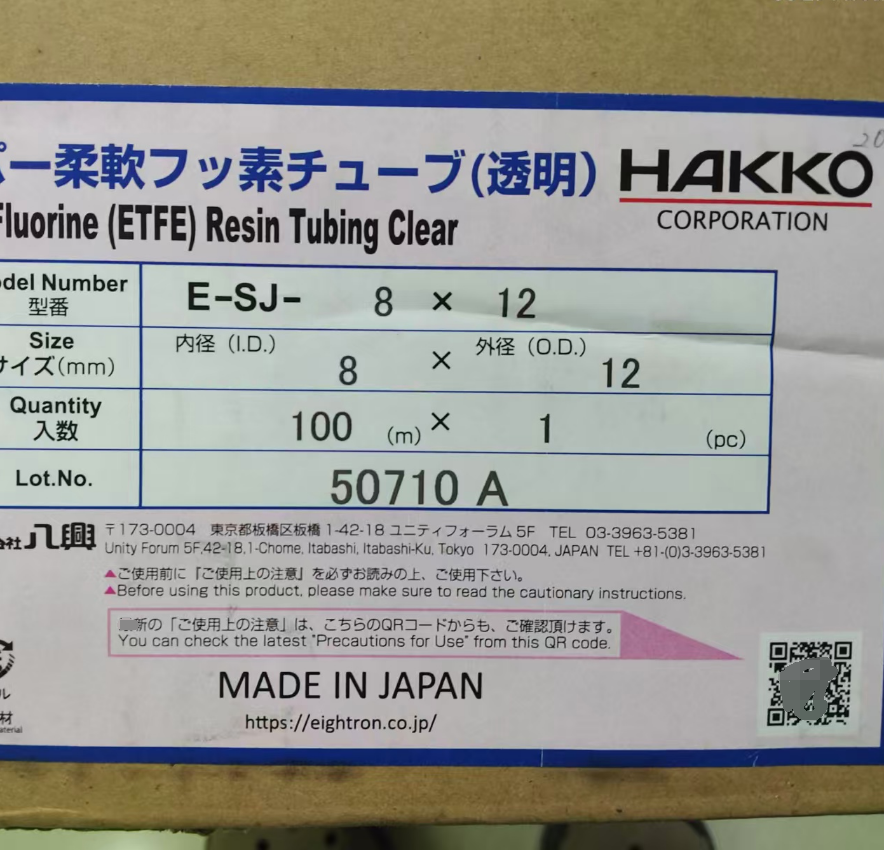 ー柔軟フッ素チューブ(透明)
HAKKO
CORPORATION
Fluorine (ETFE) Resin Tubing Clear
Number
型番
E-SJ- 8 × 12
Size
サイズ(mm)
内径 (I.D.) 8 × 外径 (O.D.) 12
Quantity
入数
100 (m) × 1 (pc)
Lot.No.
50710 A
八興
〒173-0004 東京都板橋区板橋 1-42-18 ユニティフォーラム 5F TEL 03-3963-5381
Unity Forum 5F,42-18,1-Chome, Itabashi, Itabashi-Ku, Tokyo 173-0004, JAPAN TEL +81-(0)3-3963-5381
▲ご使用前に「ご使用上の注意」を必ずお読みの上、ご使用下さい。
▲Before using this product, please make sure to read the cautionary instructions.
新の「ご使用上の注意」は、こちらのQRコードからも、ご確認頂けます。
You can check the latest "Precautions for Use" from this QR code.
MADE IN JAPAN
https://eightron.co.jp/